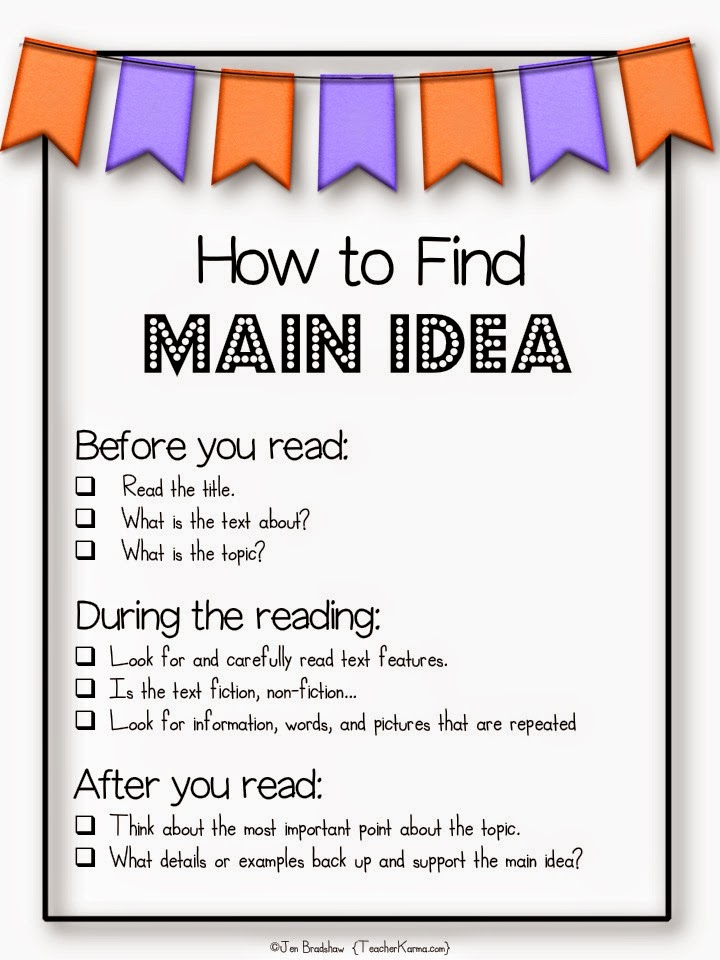 How to Find
MAIN IDEA
Before you read:
Read the title.
What is the text about?
What is the topic?
During the reading:
Look for and carefully read text features.
Is the text fiction, non-fiction...
Look for information, words, and pictures that are repeated
After you read:
Think about the most important point about the topic.
What details or examples back up and support the main idea?
©Jen Bradshaw {TeacherKarma.com}